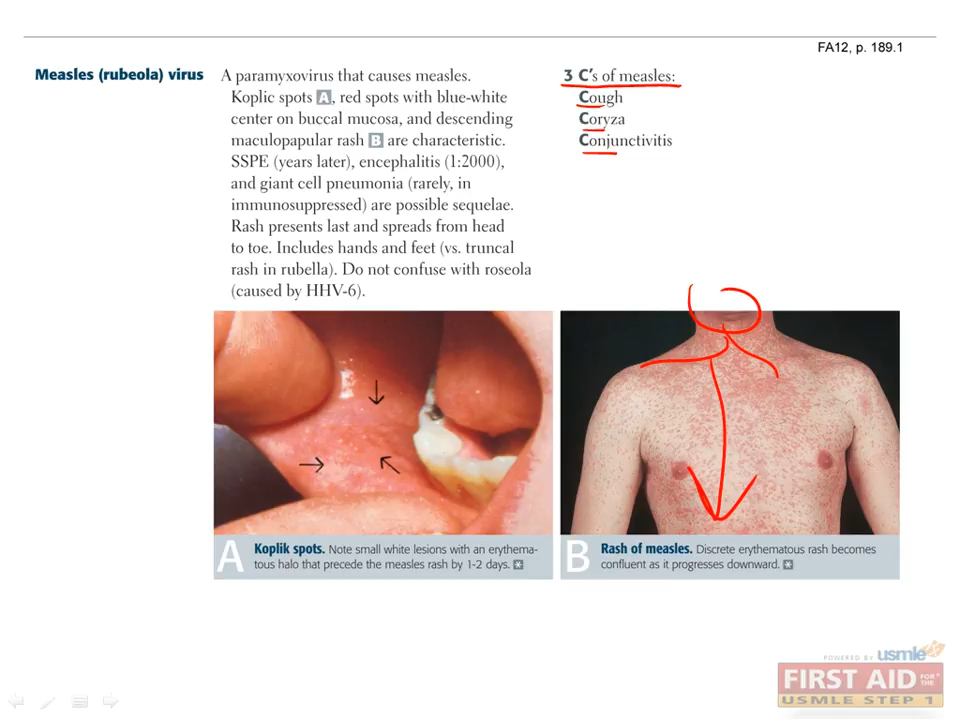 FA12, p. 189.1
Measles (rubeola) virus
A paramyxovirus that causes measles.
Koplic spots A, red spots with blue-white
center on buccal mucosa, and descending
maculopapular rash B are characteristic.
SSPE (years later), encephalitis (1:2000),
and giant cell pneumonia (rarely, in
immunosuppressed) are possible sequelae.
Rash presents last and spreads from head
to toe. Includes hands and feet (vs. truncal
rash in rubella). Do not confuse with roseola
(caused by HHV-6).
3 C's of measles:
Cough
Coryza
Conjunctivitis
A
Koplik spots. Note small white lesions with an erythema-
tous halo that precede the measles rash by 1-2 days.
B
Rash of measles. Discrete erythematous rash becomes
confluent as it progresses downward.
POWERED BY usmle
FIRST AID FOR THE
USMLE STEP 1